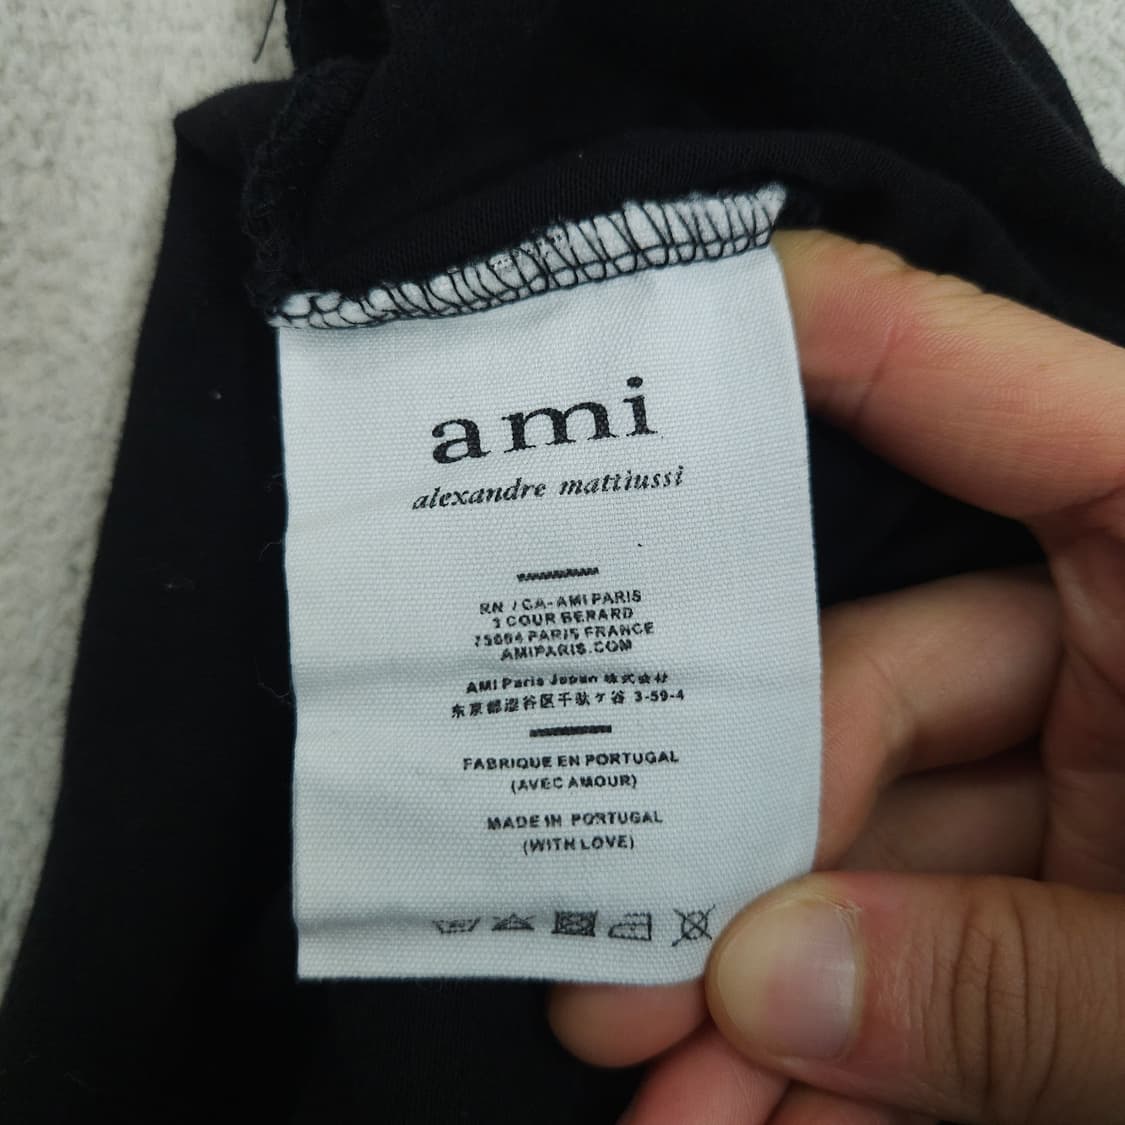 ami
alexandre mattiussi
RN / CA-AMI PARIS
3 COUR BERARD
75004 PARIS FRANCE
AMIPARIS.COM
AMI Paris Japan 株式会社
东京都澀谷区千駄ケ谷 3-59-4
FABRIQUE EN PORTUGAL
(AVEC AMOUR)
MADE IN PORTUGAL
(WITH LOVE)